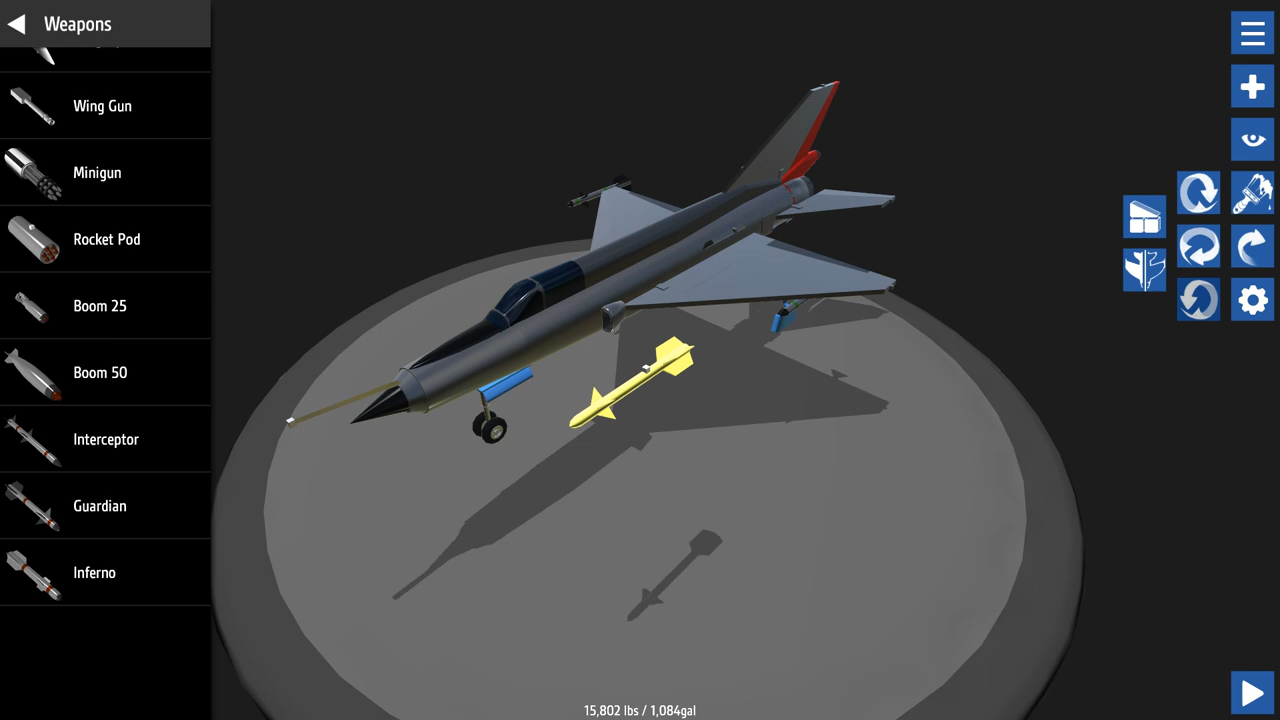 Weapons
Wing Gun
Minigun
Rocket Pod
Boom 25
Boom 50
Interceptor
Guardian
Inferno
15,802 lbs / 1,084gal